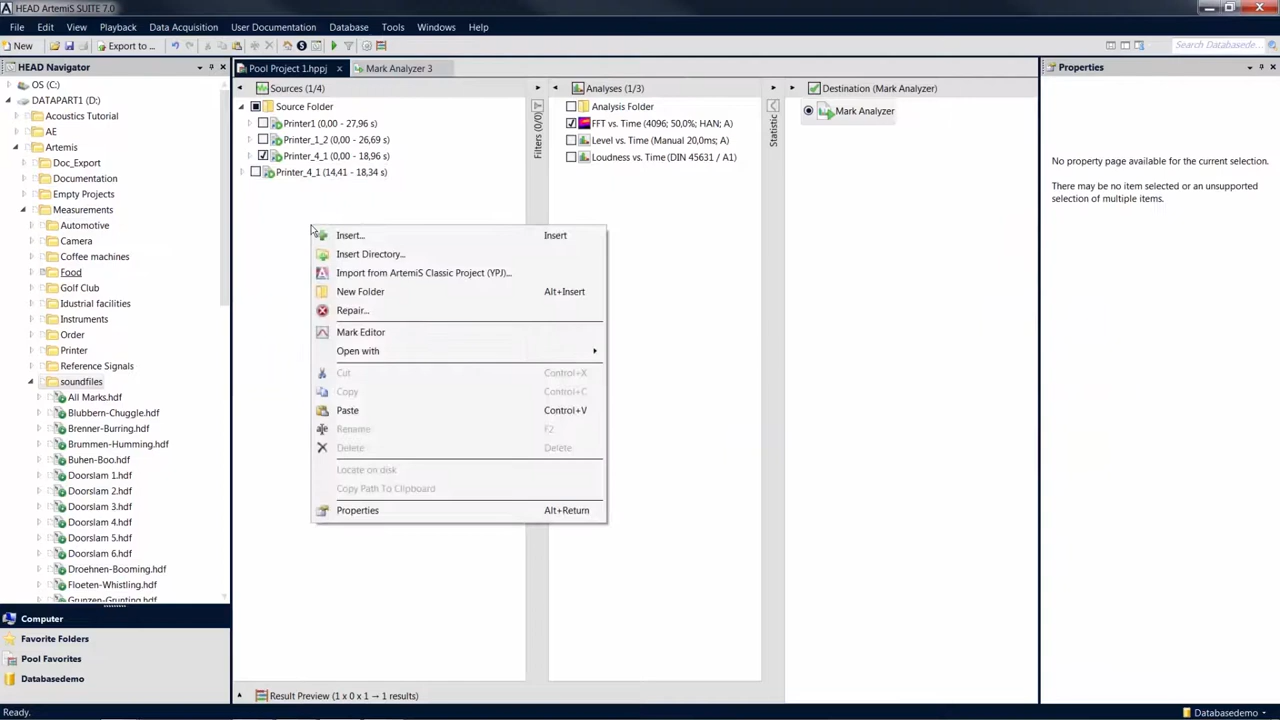 HEAD ArtemiS SUITE 7.0
File Edit View Playback Data Acquisition User Documentation Database Tools Windows Help
New Export to ... Search Databasede...
HEAD Navigator
OS (C:)
DATAPART1 (D:)
Acoustics Tutorial
AE
Artemis
Doc_Export
Documentation
Empty Projects
Measurements
Automotive
Camera
Coffee machines
Food
Golf Club
Idustrial facilities
Instruments
Order
Printer
Reference Signals
soundfiles
All Marks.hdf
Blubbern-Chuggle.hdf
Brenner-Burring.hdf
Brummen-Humming.hdf
Buhen-Boo.hdf
Doorslam 1.hdf
Doorslam 2.hdf
Doorslam 3.hdf
Doorslam 4.hdf
Doorslam 5.hdf
Doorslam 6.hdf
Droehnen-Booming.hdf
Floeten-Whistling.hdf
Grunzen-Grunting.hdf
Computer
Favorite Folders
Pool Favorites
Databasedemo
Pool Project 1.hppj Mark Analyzer 3
Sources (1/4)
Source Folder
Printer1 (0,00 - 27,96 s)
Printer_1_2 (0,00 - 26,69 s)
Printer_4_1 (0,00 - 18,96 s)
Printer_4_1 (14,41 - 18,34 s)
Filters (0/0)
Insert... Insert
Insert Directory...
Import from ArtemiS Classic Project (YPJ)...
New Folder Alt+Insert
Repair...
Mark Editor
Open with
Cut Control+X
Copy Control+C
Paste Control+V
Rename F2
Delete Delete
Locate on disk
Copy Path To Clipboard
Properties Alt+Return
Analyses (1/3)
Analysis Folder
FFT vs. Time (4096; 50,0%; HAN; A)
Level vs. Time (Manual 20,0ms; A)
Loudness vs. Time (DIN 45631 / A1)
Statistic
Destination (Mark Analyzer)
Mark Analyzer
Properties
No property page available for the current selection.
There may be no item selected or an unsupported
selection of multiple items.
Result Preview (1 x 0 x 1 → 1 results)
Ready. Databasedemo